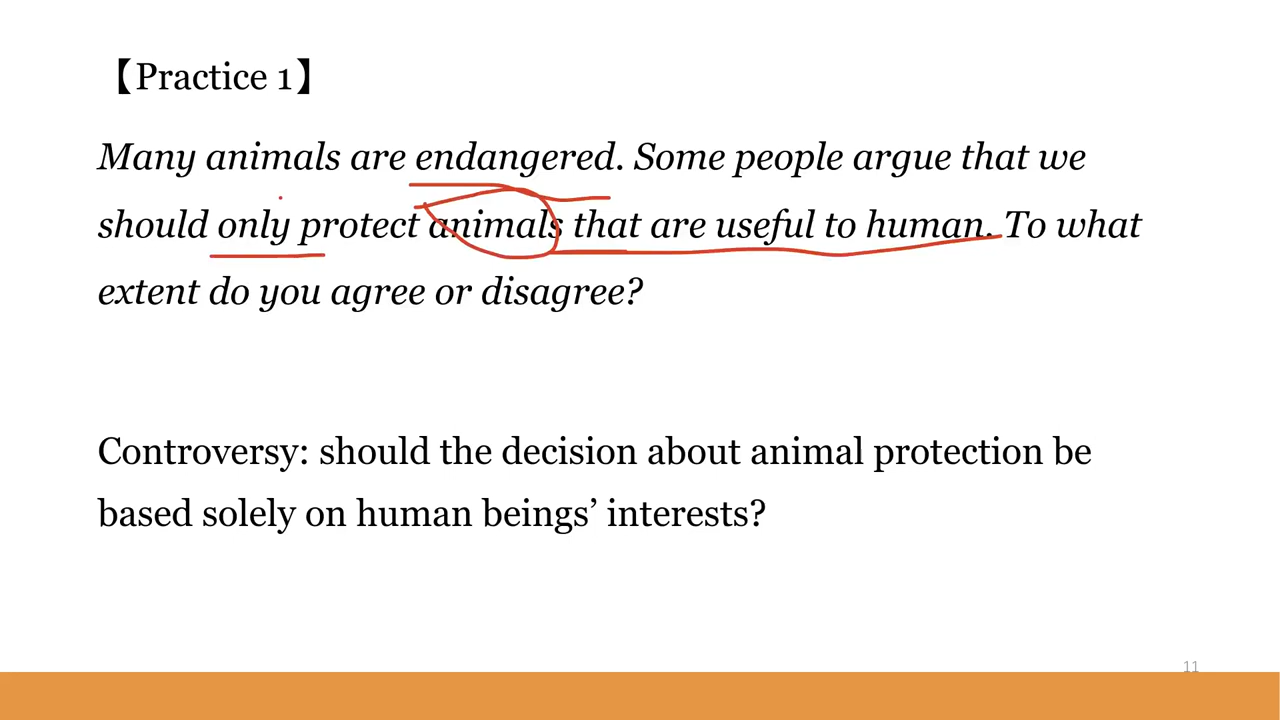 【Practice 1】
Many animals are endangered. Some people argue that we
should only protect animals that are useful to human. To what
extent do you agree or disagree?
Controversy: should the decision about animal protection be
based solely on human beings’ interests?
11